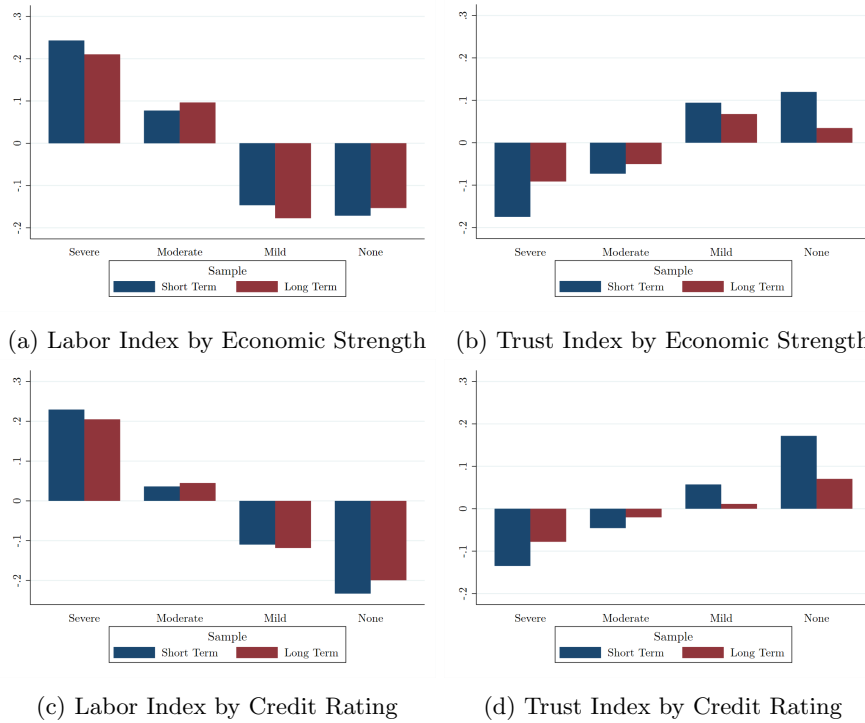 .3
.2
.1
0
-.1
-.2
Severe Moderate Mild None
Sample
Short Term Long Term
(a) Labor Index by Economic Strength
.3
.2
.1
0
-.1
-.2
Severe Moderate Mild None
Sample
Short Term Long Term
(b) Trust Index by Economic Strength
.3
.2
.1
0
-.1
-.2
Severe Moderate Mild None
Sample
Short Term Long Term
(c) Labor Index by Credit Rating
.3
.2
.1
0
-.1
-.2
Severe Moderate Mild None
Sample
Short Term Long Term
(d) Trust Index by Credit Rating